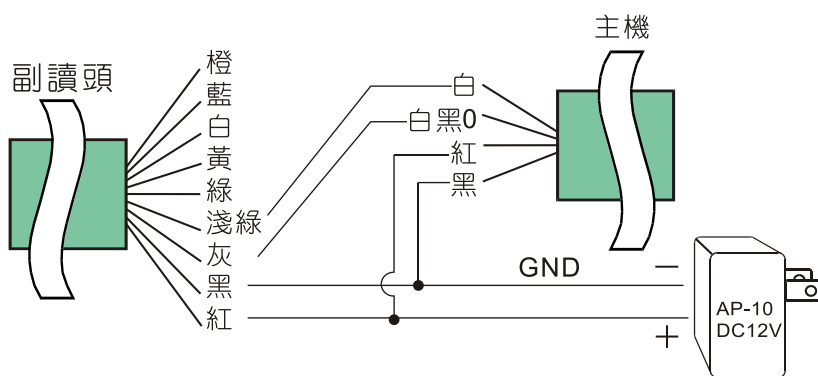 主機
副讀頭
橙
藍
白
黃
綠
淺綠
灰
黑
紅
白
白黑0
紅
黑
GND
−
+
AP-10
DC12V